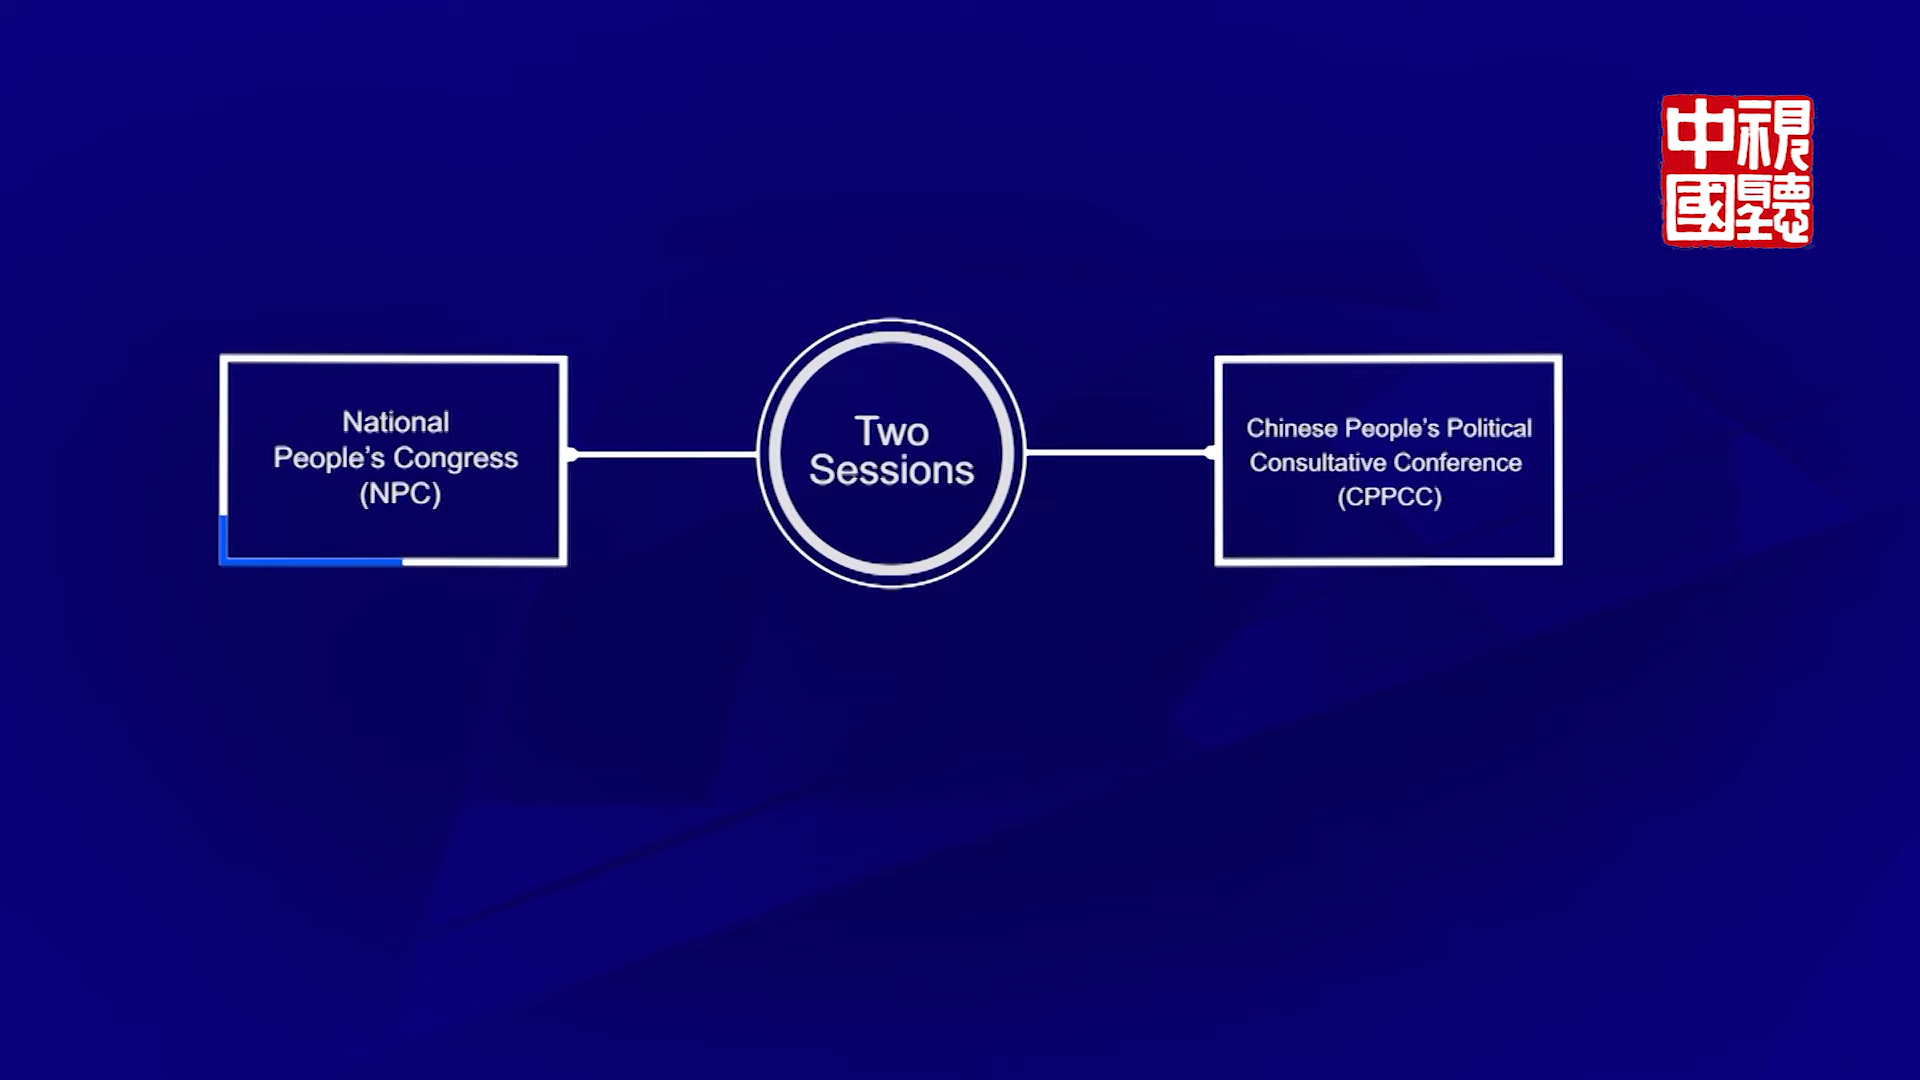 中視
國聽
National
People's Congress
(NPC)
Two
Sessions
Chinese People's Political
Consultative Conference
(CPPCC)